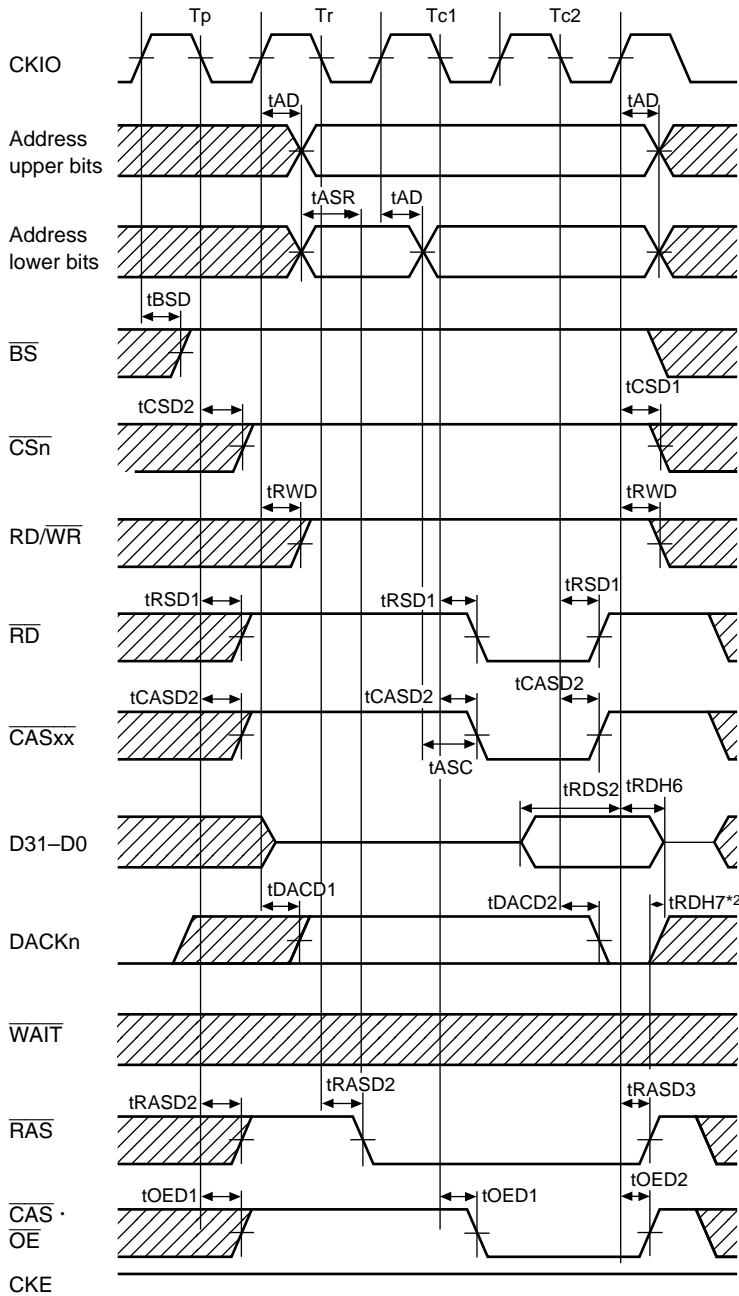 Tp Tr Tc1 Tc2
CKIO
tAD tAD
Address
upper bits
tASR tAD
Address
lower bits
tBSD
BS
tCSD2 tCSD1
CSn
tRWD tRWD
RD/WR
tRSD1 tRSD1 tRSD1
RD
tCASD2 tCASD2 tCASD2
CASxx
tASC
tRDS2 tRDH6
D31–D0
tDACD1 tDACD2 tRDH7*2
DACKn
WAIT
tRASD2 tRASD2 tRASD3
RAS
tOED1 tOED1 tOED2
CAS ·
OE
CKE